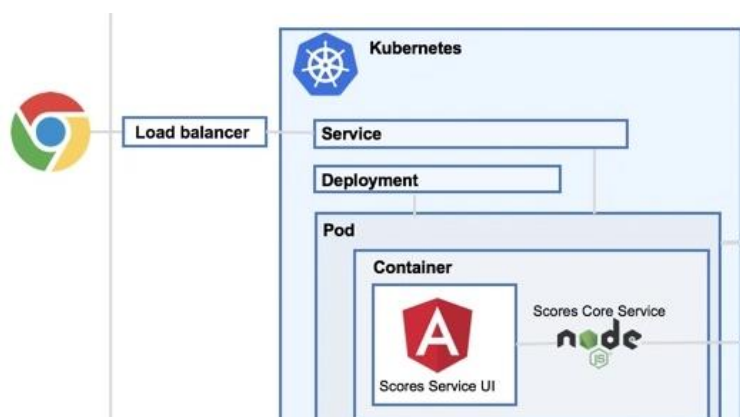 Kubernetes
Load balancer
Service
Deployment
Pod
Container
Scores Core Service
node
JS
A
Scores Service UI